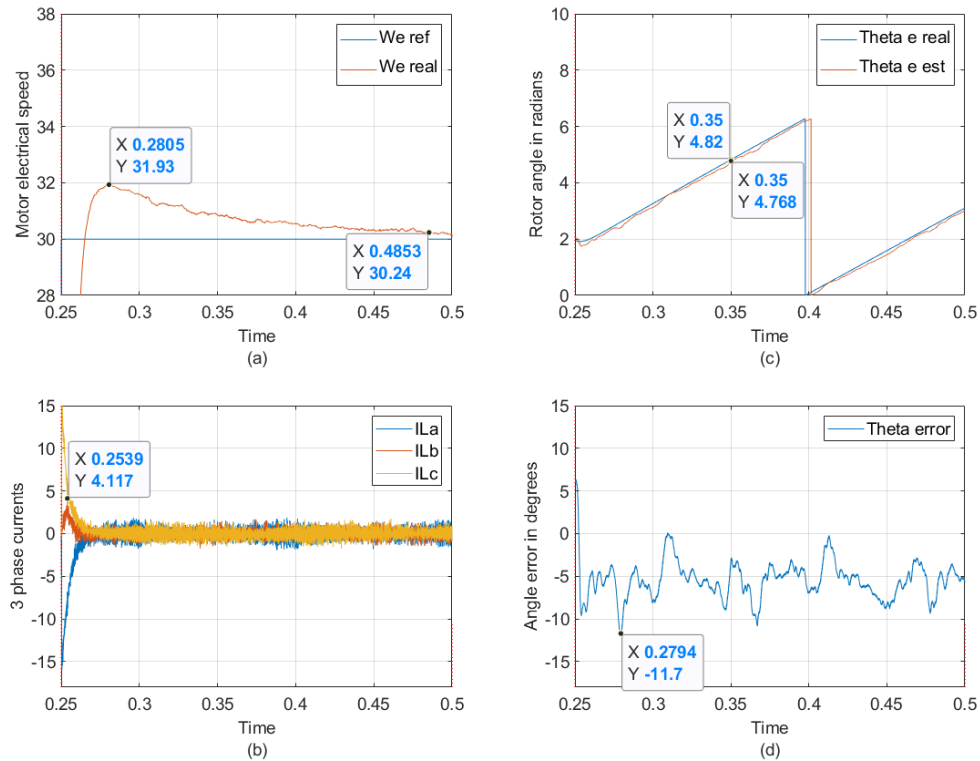 38
36
34
32
30
28
Motor electrical speed
We ref
We real
X 0.2805
Y 31.93
X 0.4853
Y 30.24
0.25
0.3
0.35
0.4
0.45
0.5
Time
(a)
10
8
6
4
2
0
Rotor angle in radians
Theta e real
Theta e est
X 0.35
Y 4.82
X 0.35
Y 4.768
0.25
0.3
0.35
0.4
0.45
0.5
Time
(c)
15
10
5
0
-5
-10
-15
3 phase currents
ILa
ILb
ILc
X 0.2539
Y 4.117
0.25
0.3
0.35
0.4
0.45
0.5
Time
(b)
15
10
5
0
-5
-10
-15
Angle error in degrees
Theta error
X 0.2794
Y -11.7
0.25
0.3
0.35
0.4
0.45
0.5
Time
(d)